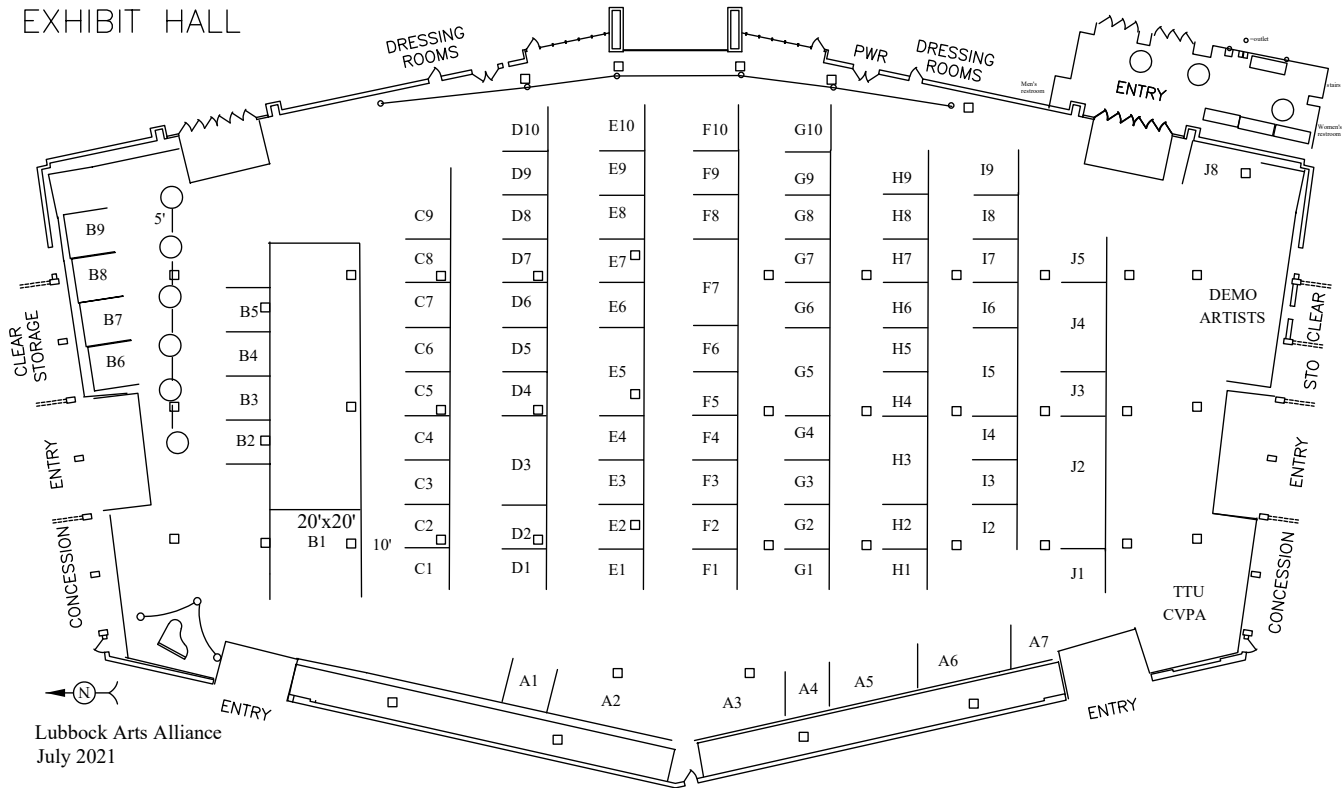 EXHIBIT HALL
DRESSING
ROOMS
PWR
DRESSING
ROOMS
~outlet
Men's
restroom
ENTRY
stairs
Women's
restroom
D10
E10
F10
G10
D9
E9
F9
G9
H9
I9
J8
5'
B9
C9
D8
E8
F8
G8
H8
I8
B8
C8
D7
E7
F7
G7
H7
I7
J5
B7
B5
C7
D6
E6
G6
H6
I6
J4
DEMO
ARTISTS
CLEAR
STORAGE
B6
B4
C6
D5
E5
F6
G5
H5
I5
J3
STO
CLEAR
B3
C5
D4
F5
H4
B2
C4
D3
E4
F4
G4
H3
I4
J2
ENTRY
ENTRY
C3
E3
F3
G3
I3
20'x20'
B1
10'
C2
D2
E2
F2
G2
H2
I2
C1
D1
E1
F1
G1
H1
J1
CONCESSION
TTU
CVPA
CONCESSION
A1
A2
A3
A4
A5
A6
A7
N
ENTRY
ENTRY
Lubbock Arts Alliance
July 2021